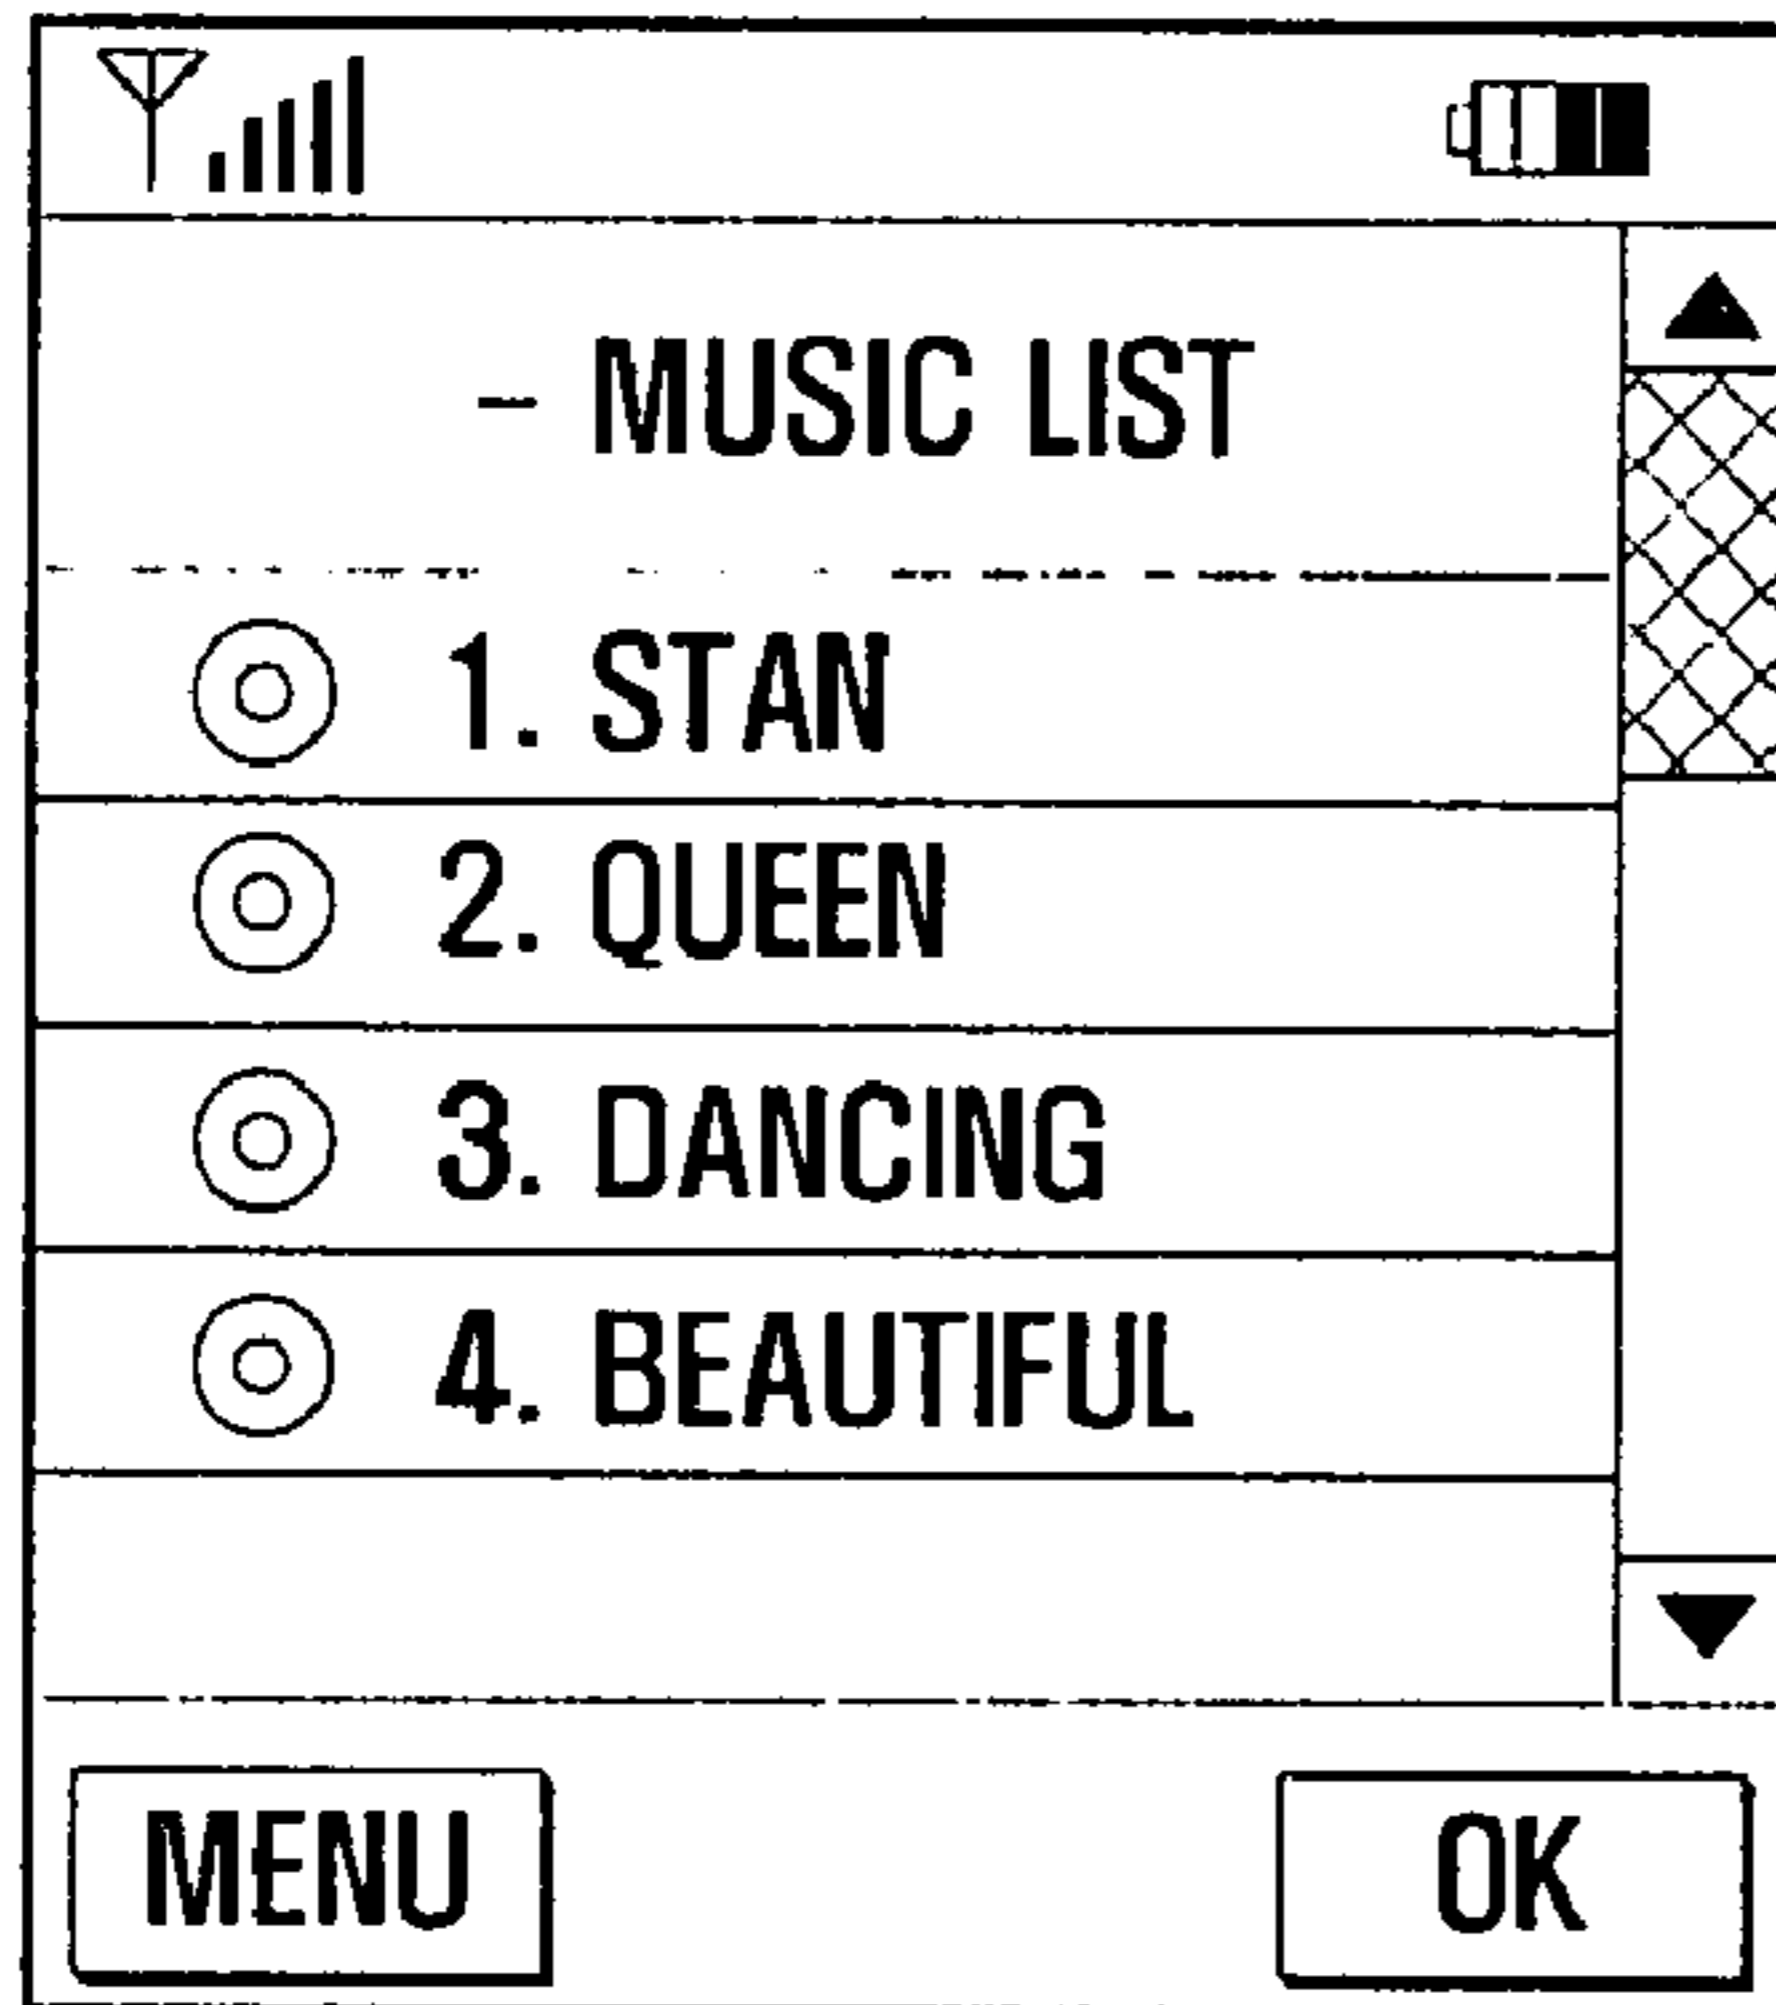 - MUSIC LIST
1. STAN
2. QUEEN
3. DANCING
4. BEAUTIFUL
MENU
OK